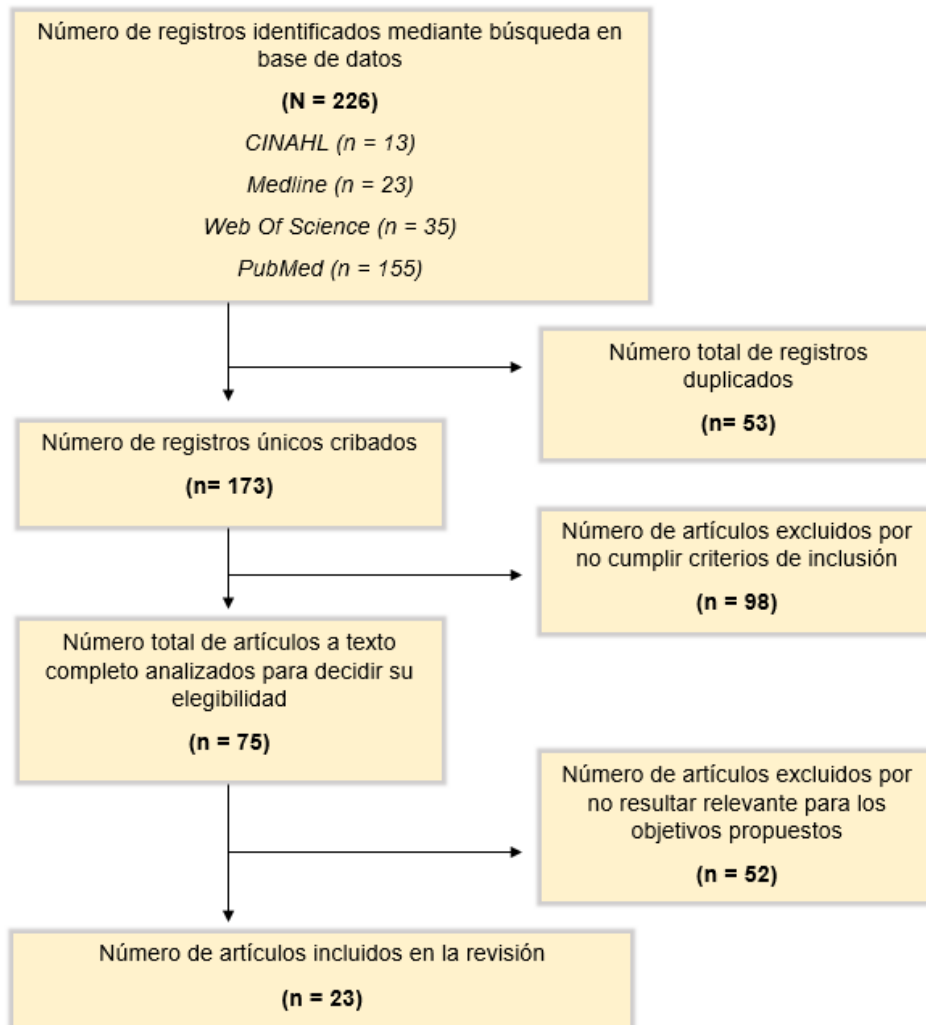 Número de registros identificados mediante búsqueda en
base de datos
(N = 226)
CINAHL (n = 13)
Medline (n = 23)
Web Of Science (n = 35)
PubMed (n = 155)
Número total de registros
duplicados
(n= 53)
Número de registros únicos cribados
(n= 173)
Número de artículos excluidos por
no cumplir criterios de inclusión
(n = 98)
Número total de artículos a texto
completo analizados para decidir su
elegibilidad
(n = 75)
Número de artículos excluidos por
no resultar relevante para los
objetivos propuestos
(n = 52)
Número de artículos incluidos en la revisión
(n = 23)